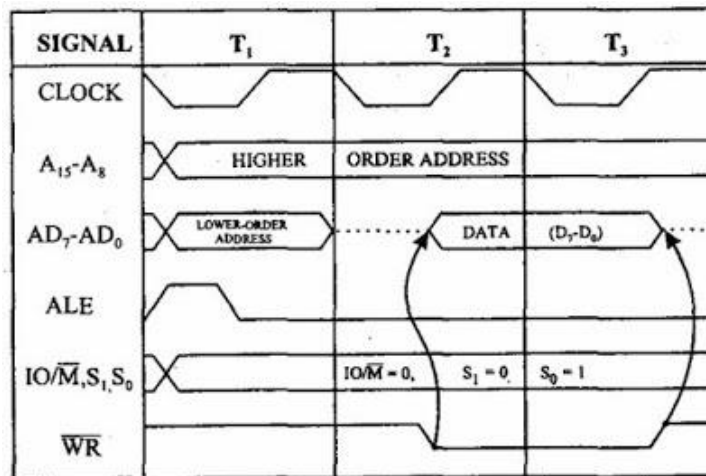 SIGNAL T₁ T₂ T₃
CLOCK
A₁₅-A₈ HIGHER ORDER ADDRESS
AD₇-AD₀ LOWER-ORDER ADDRESS DATA (D₇-D₀)
ALE
IO/M̅,S₁,S₀ IO/M̅ = 0, S₁ = 0 S₀ = 1
W̅R̅